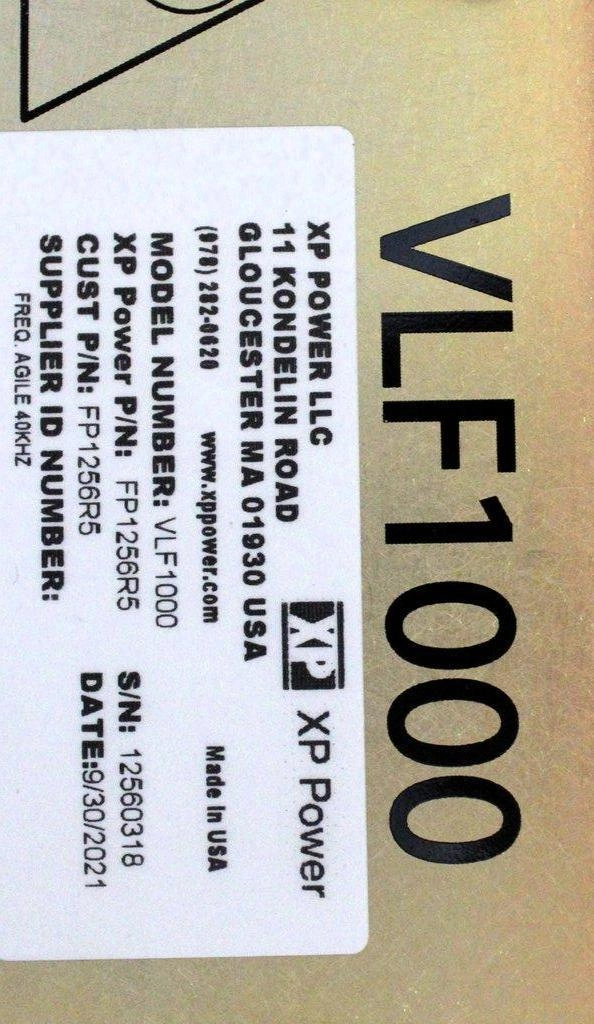 VLF1000
XP POWER LLC
11 KONDELIN ROAD
GLOUCESTER MA 01930 USA
XP XP Power
(978) 282-0620 www.xppower.com Made In USA
MODEL NUMBER: VLF1000
XP Power P/N: FP1256R5 S/N: 12560318
CUST P/N: FP1256R5 DATE:9/30/2021
SUPPLIER ID NUMBER:
FREQ. AGILE 40KHZ